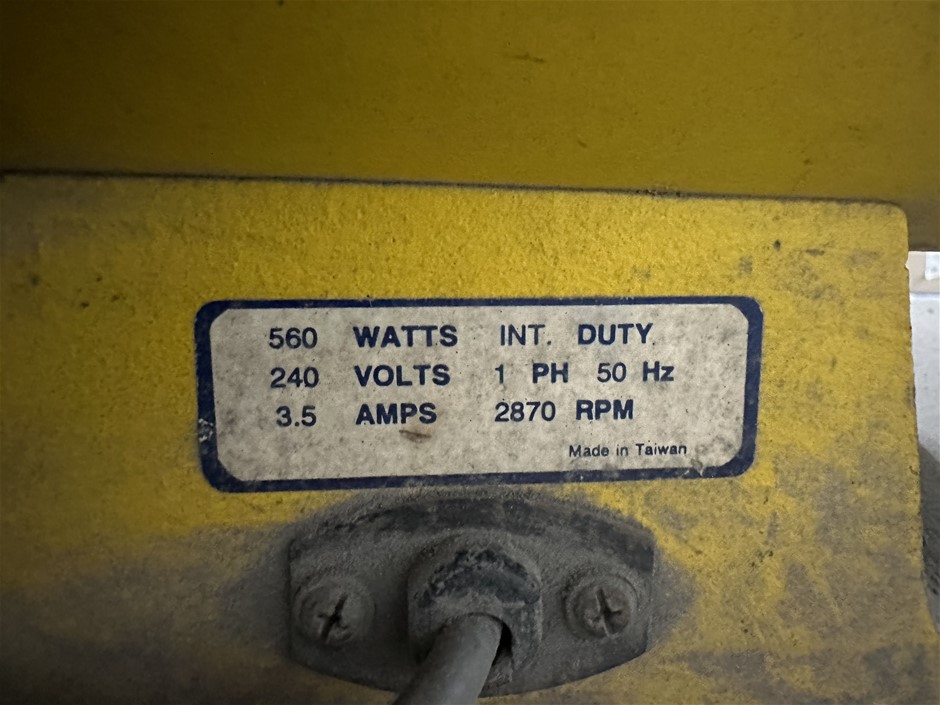 560 WATTS INT. DUTY
240 VOLTS 1 PH 50 Hz
3.5 AMPS 2870 RPM
Made in Taiwan